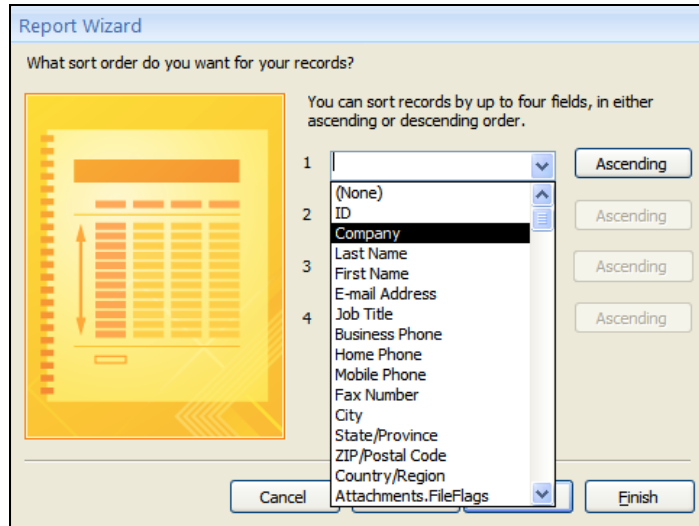 Report Wizard
What sort order do you want for your records?
You can sort records by up to four fields, in either
ascending or descending order.
1
Ascending
(None)
2
ID
Ascending
Company
Last Name
3
First Name
Ascending
E-mail Address
4
Job Title
Ascending
Business Phone
Home Phone
Mobile Phone
Fax Number
City
State/Province
ZIP/Postal Code
Country/Region
Attachments.FileFlags
Cancel
Finish